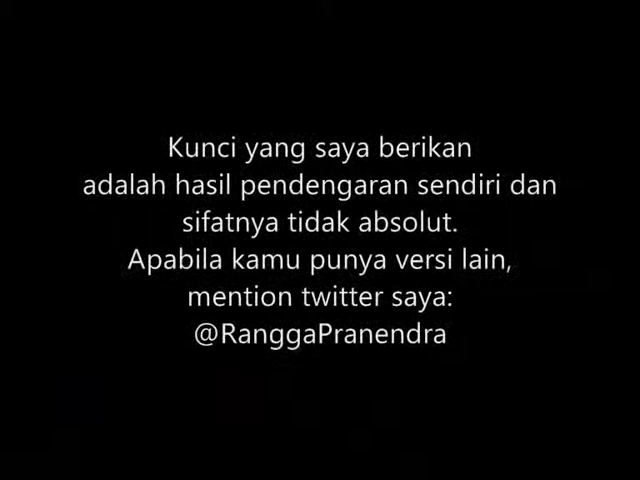 Kunci yang saya berikan
adalah hasil pendengaran sendiri dan
sifatnya tidak absolut.
Apabila kamu punya versi lain,
mention twitter saya:
@RanggaPranendra